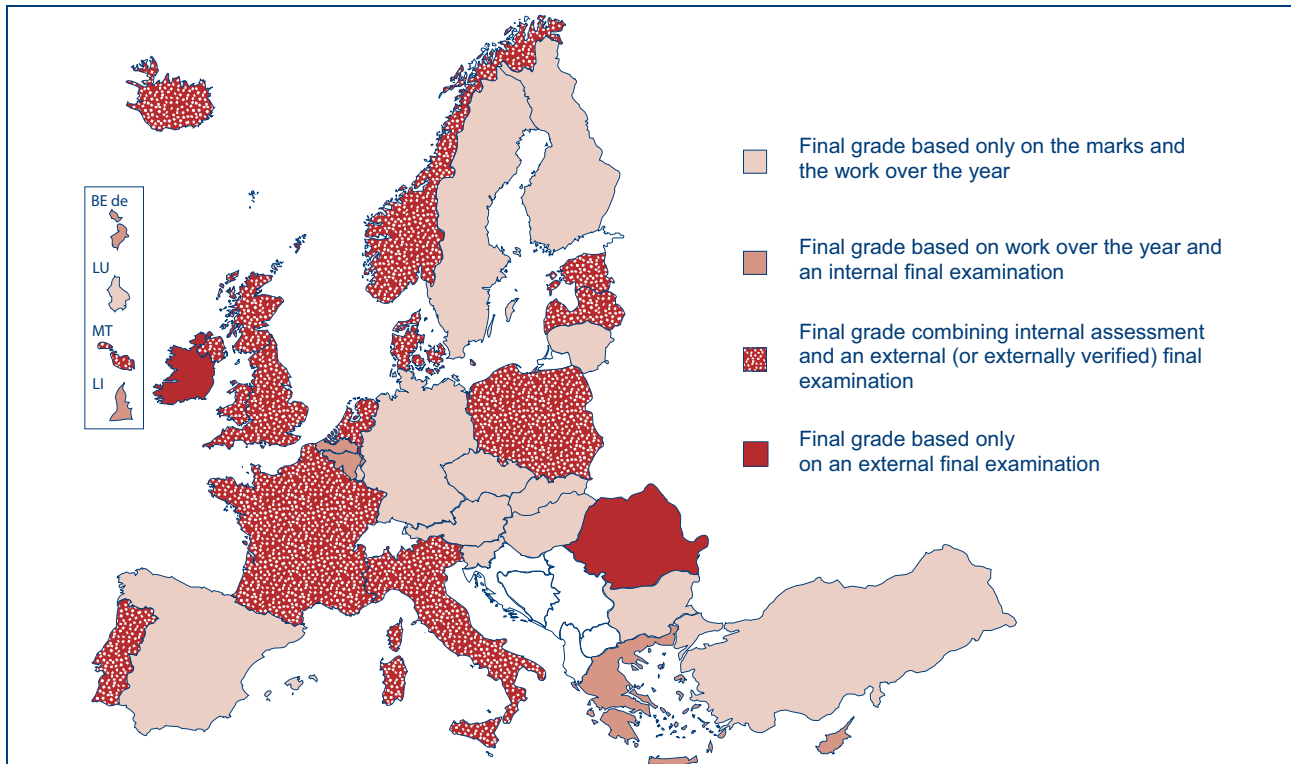 BE de
LU
MT
LI
Final grade based only on the marks and
the work over the year
Final grade based on work over the year and
an internal final examination
Final grade combining internal assessment
and an external (or externally verified) final
examination
Final grade based only
on an external final examination